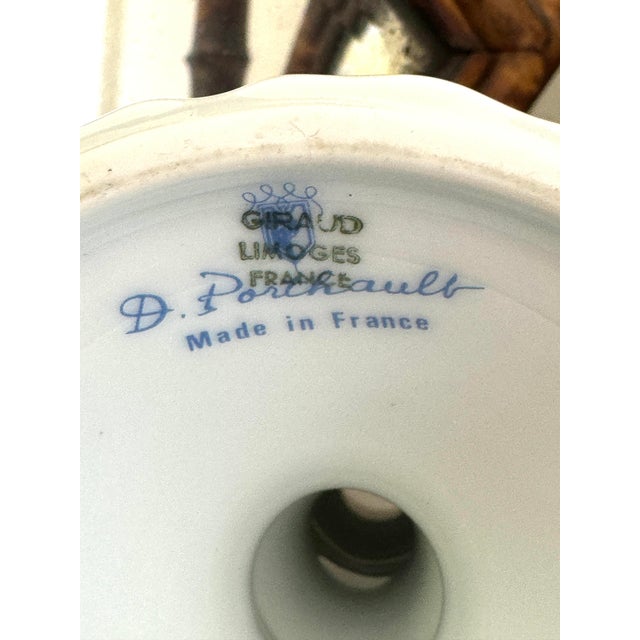 GIRAUD
LIMOGES
FRANCE
D. Porthault
Made in France